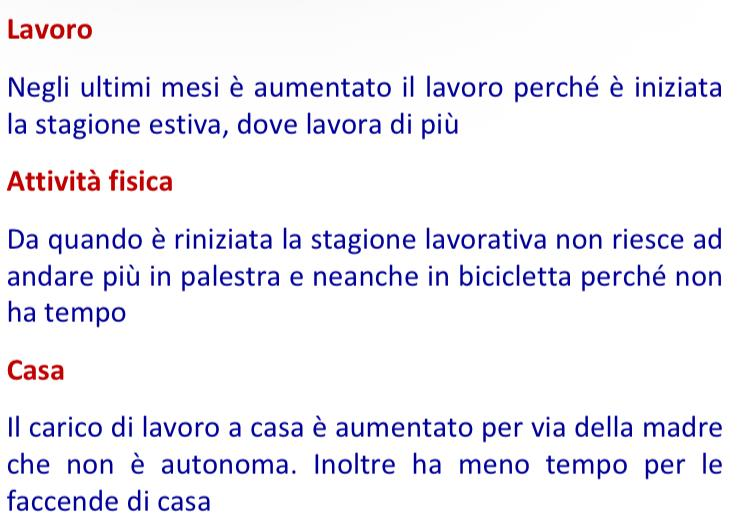 Lavoro
Negli ultimi mesi è aumentato il lavoro perché è iniziata
la stagione estiva, dove lavora di più
Attività fisica
Da quando è riniziata la stagione lavorativa non riesce ad
andare più in palestra e neanche in bicicletta perché non
ha tempo
Casa
Il carico di lavoro a casa è aumentato per via della madre
che non è autonoma. Inoltre ha meno tempo per le
faccende di casa